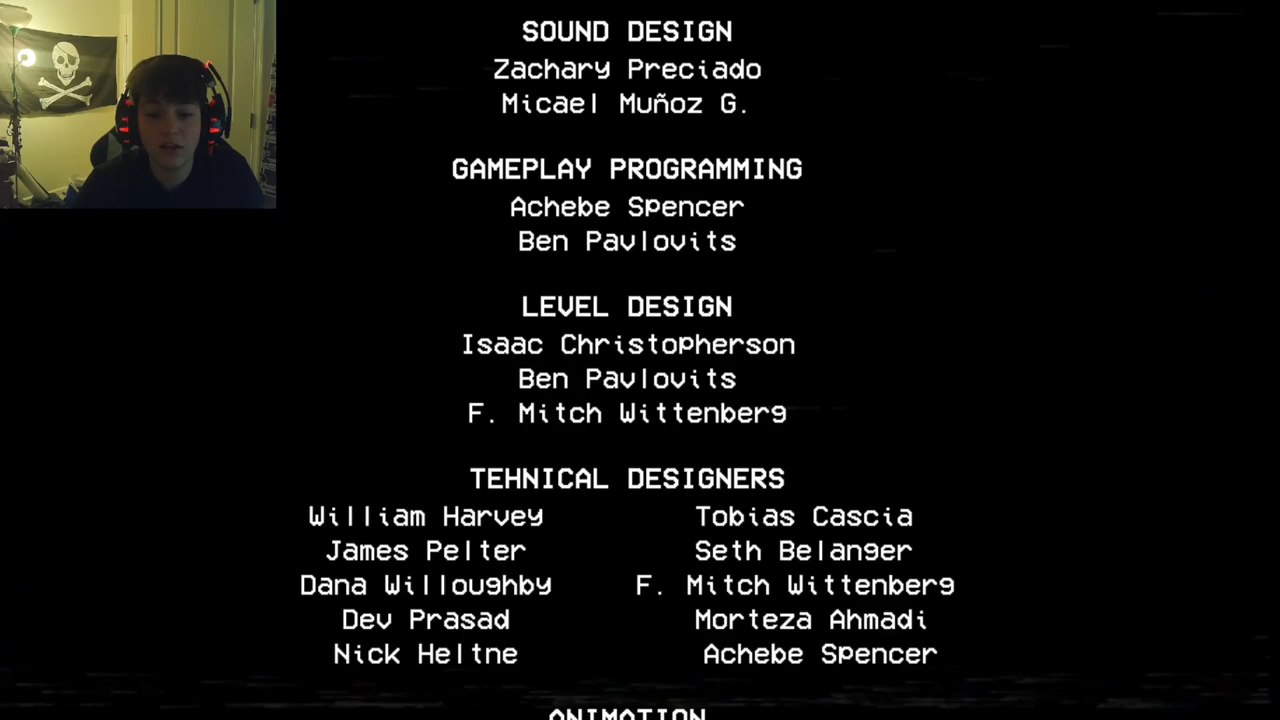 SOUND DESIGN
Zachary Preciado
Micael Muñoz G.
GAMEPLAY PROGRAMMING
Achebe Spencer
Ben Pavlovits
LEVEL DESIGN
Isaac Christopherson
Ben Pavlovits
F. Mitch Wittenberg
TEHNICAL DESIGNERS
William Harvey
Tobias Cascia
James Pelter
Seth Belanger
Dana Willoughby
F. Mitch Wittenberg
Dev Prasad
Morteza Ahmadi
Nick Heltne
Achebe Spencer
ANIMATION